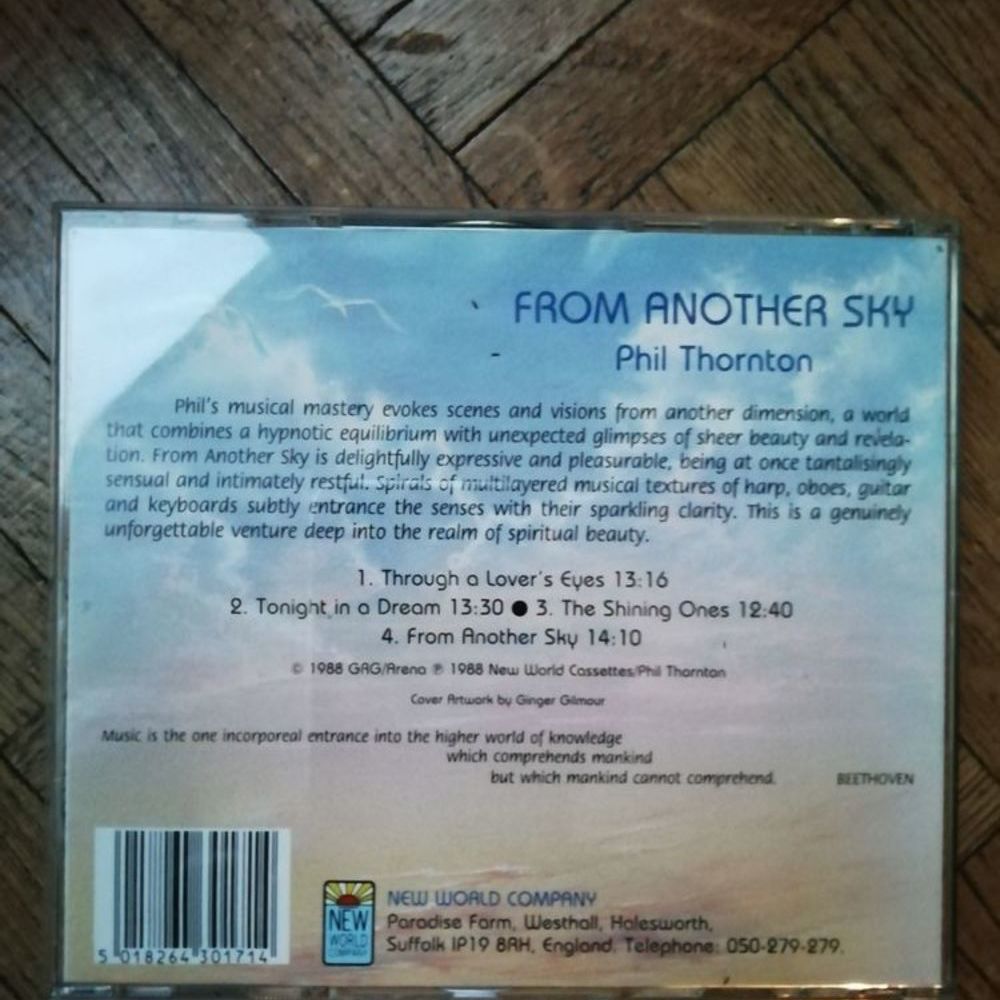 FROM ANOTHER SKY
Phil Thornton
Phil's musical mastery evokes scenes and visions from another dimension, a world
that combines a hypnotic equilibrium with unexpected glimpses of sheer beauty and revela-
tion. From Another Sky is delightfully expressive and pleasurable, being at once tantalisingly
sensual and intimately restful. Spirals of multilayered musical textures of harp, oboes, guitar
and keyboards subtly entrance the senses with their sparkling clarity. This is a genuinely
unforgettable venture deep into the realm of spiritual beauty.
1. Through a Lover's Eyes 13:16
2. Tonight in a Dream 13:30 ● 3. The Shining Ones 12:40
4. From Another Sky 14:10
© 1988 GAG/Arena ℗ 1988 New World Cassettes/Phil Thornton
Cover Artwork by Ginger Gilmour
Music is the one incorporeal entrance into the higher world of knowledge
which comprehends mankind
but which mankind cannot comprehend. BEETHOVEN
NEW WORLD COMPANY
Paradise Farm, Westhall, Halesworth,
Suffolk IP19 8RH, England. Telephone: 050-279-279.
NEW
WORLD
COMPANY
5 018264 301714